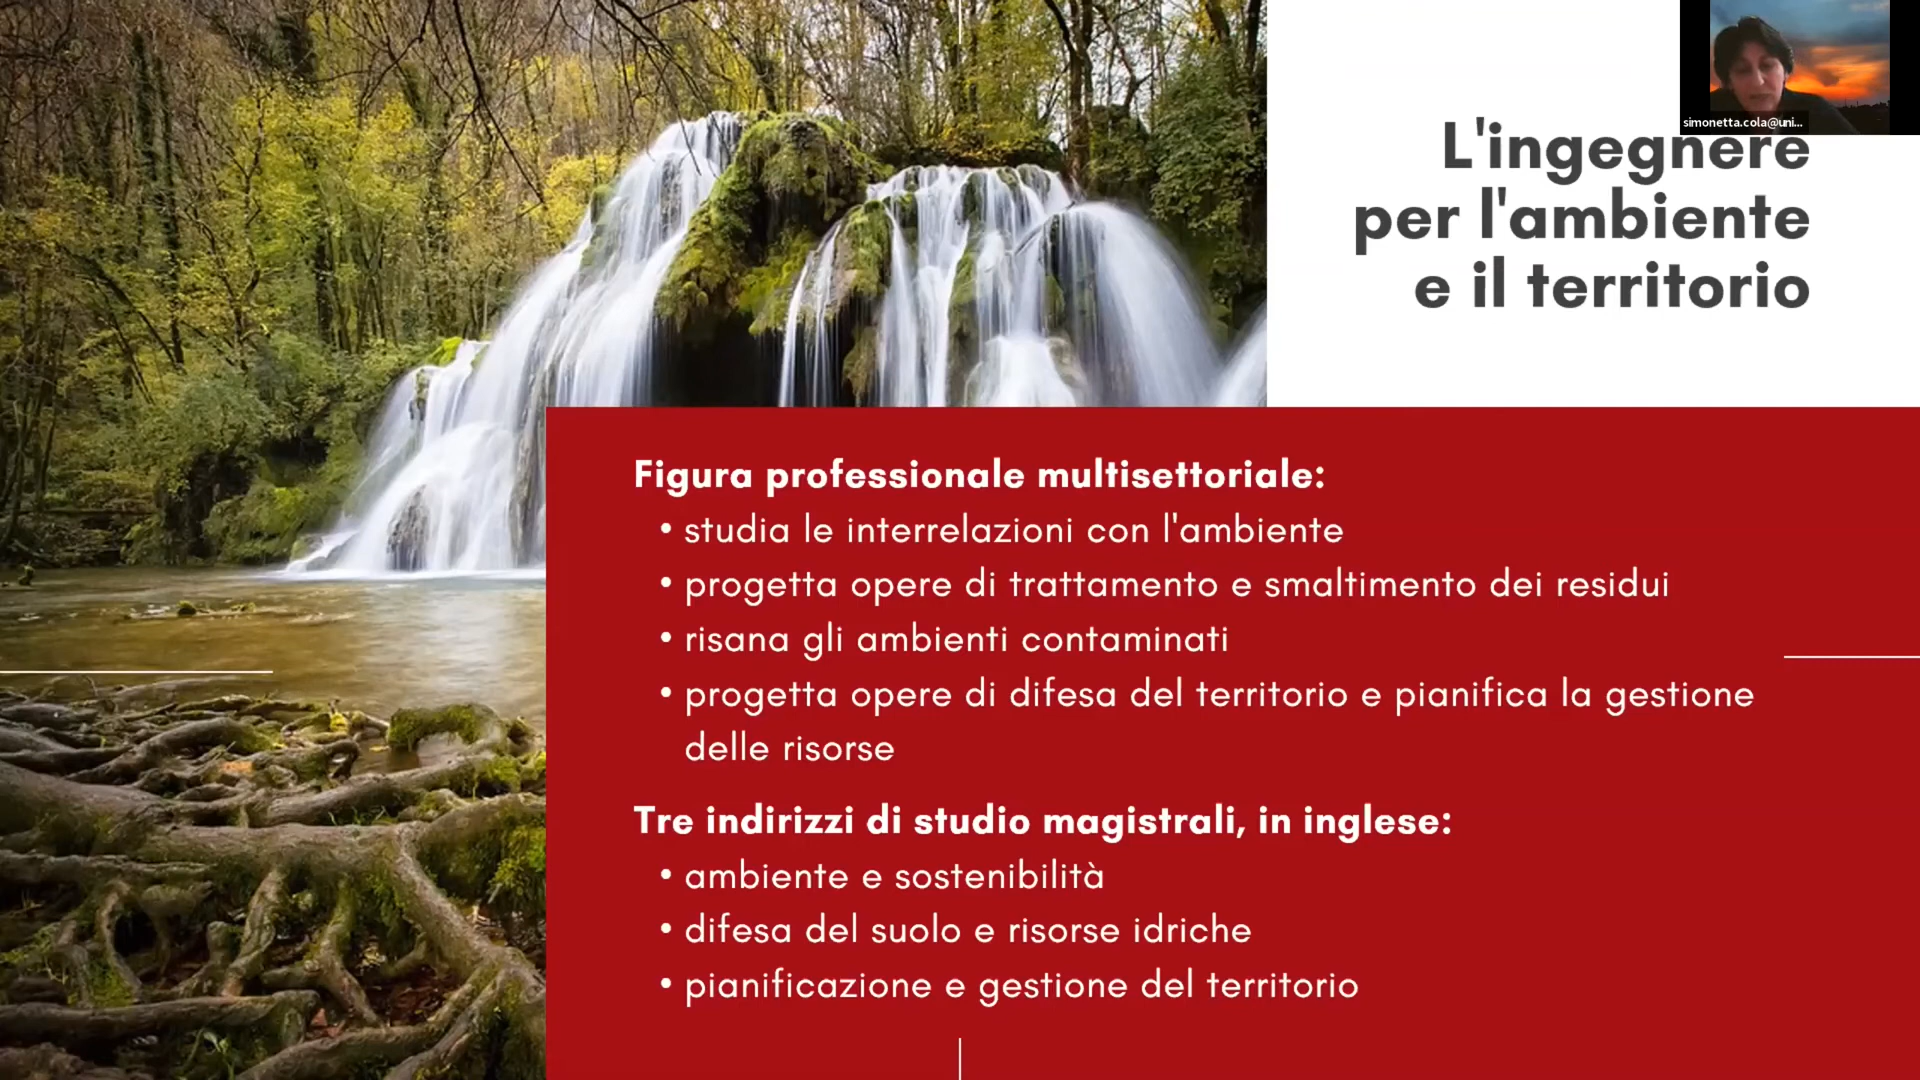 simonetta.cola@uni...
L'ingegnere
per l'ambiente
e il territorio
Figura professionale multisettoriale:
• studia le interrelazioni con l'ambiente
• progetta opere di trattamento e smaltimento dei residui
• risana gli ambienti contaminati
• progetta opere di difesa del territorio e pianifica la gestione
delle risorse
Tre indirizzi di studio magistrali, in inglese:
• ambiente e sostenibilità
• difesa del suolo e risorse idriche
• pianificazione e gestione del territorio